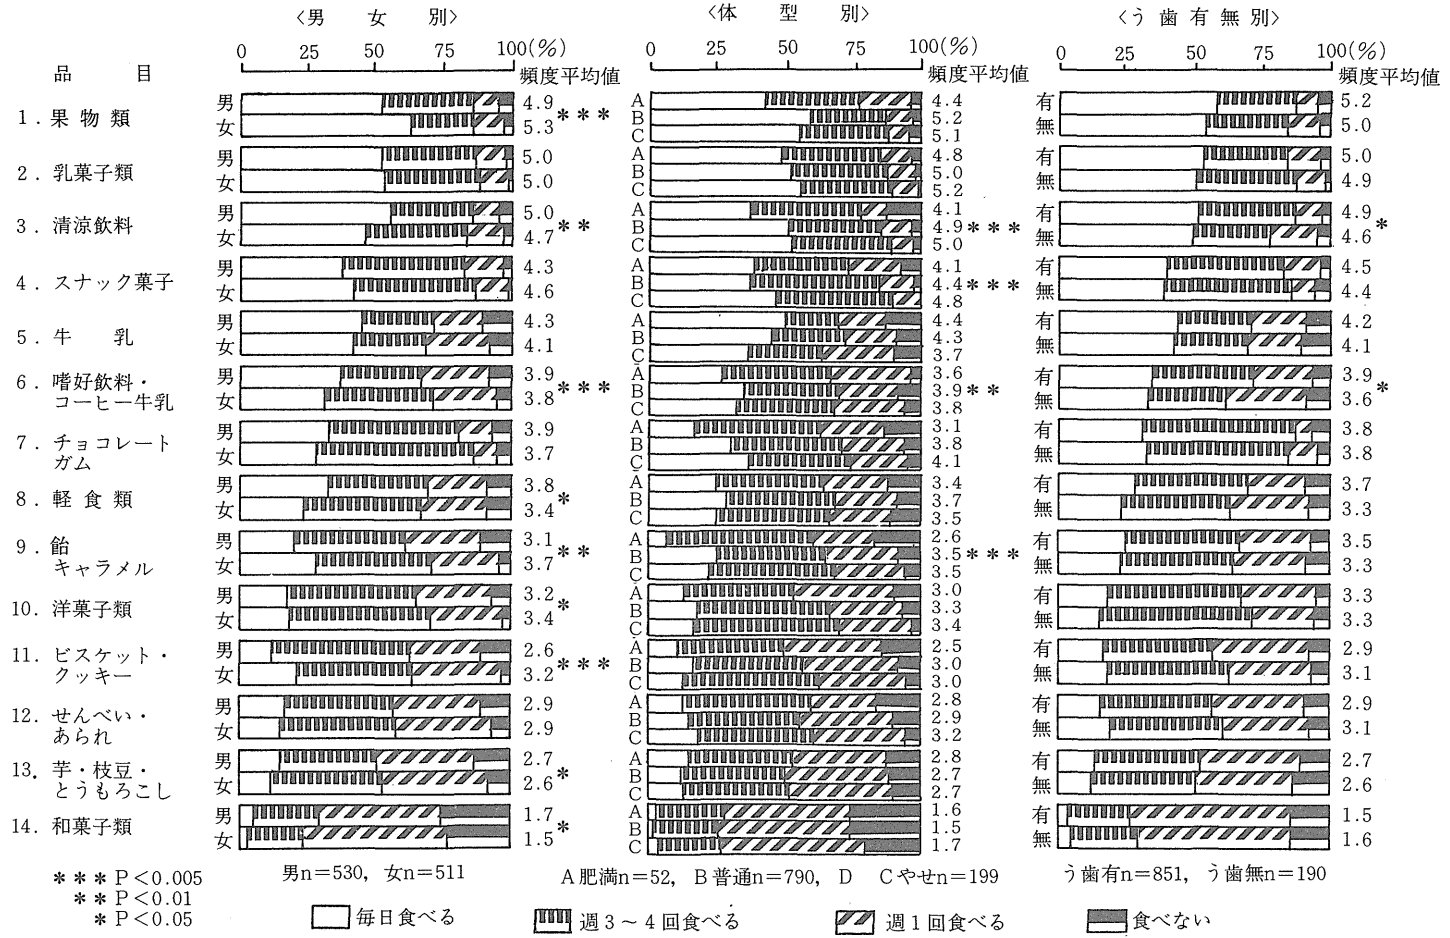 〈男 女 別〉 〈体 型 別〉 〈う歯有無別〉
0 25 50 75 100(%) 0 25 50 75 100(%) 0 25 50 75 100(%)
品 目 頻度平均値 頻度平均値 頻度平均値
1．果 物 類 男 4.9 女 5.3 ＊＊＊ A 4.4 B 5.2 C 5.1 有 5.2 無 5.0
2．乳菓子類 男 5.0 女 5.0 A 4.8 B 5.0 C 5.2 有 5.0 無 4.9
3．清涼飲料 男 5.0 女 4.7 ＊＊ A 4.1 B 4.9 ＊＊＊ C 5.0 有 4.9 無 4.6 ＊
4．スナック菓子 男 4.3 女 4.6 A 4.1 B 4.4 ＊＊＊ C 4.8 有 4.5 無 4.4
5．牛 乳 男 4.3 女 4.1 A 4.4 B 4.3 C 3.7 有 4.2 無 4.1
6．嗜好飲料・ 男 3.9 女 3.8 ＊＊＊ A 3.6 B 3.9 ＊＊ C 3.8 有 3.9 無 3.6 ＊
コーヒー牛乳
7．チョコレート 男 3.9 女 3.7 A 3.1 B 3.8 C 4.1 有 3.8 無 3.8
ガム
8．軽 食 類 男 3.8 女 3.4 ＊ A 3.4 B 3.7 C 3.5 有 3.7 無 3.3
9．飴 男 3.1 女 3.7 ＊＊ A 2.6 B 3.5 ＊＊＊ C 3.5 有 3.5 無 3.3
キャラメル
10．洋菓子類 男 3.2 女 3.4 ＊ A 3.0 B 3.3 C 3.4 有 3.3 無 3.3
11．ビスケット・ 男 2.6 女 3.2 ＊＊＊ A 2.5 B 3.0 C 3.0 有 2.9 無 3.1
クッキー
12．せんべい・ 男 2.9 女 2.9 A 2.8 B 2.9 C 3.2 有 2.9 無 3.1
あられ
13．芋・枝豆・ 男 2.7 女 2.6 ＊ A 2.8 B 2.7 C 2.7 有 2.7 無 2.6
とうもろこし
14．和菓子類 男 1.7 女 1.5 ＊ A 1.6 B 1.5 C 1.7 有 1.5 無 1.6
＊＊＊P＜0.005 男n=530, 女n=511 A肥満n=52, B普通n=790, D Cやせn=199 う歯有n=851, う歯無n=190
＊＊P＜0.01
＊P＜0.05 毎日食べる 週3～4回食べる 週1回食べる 食べない